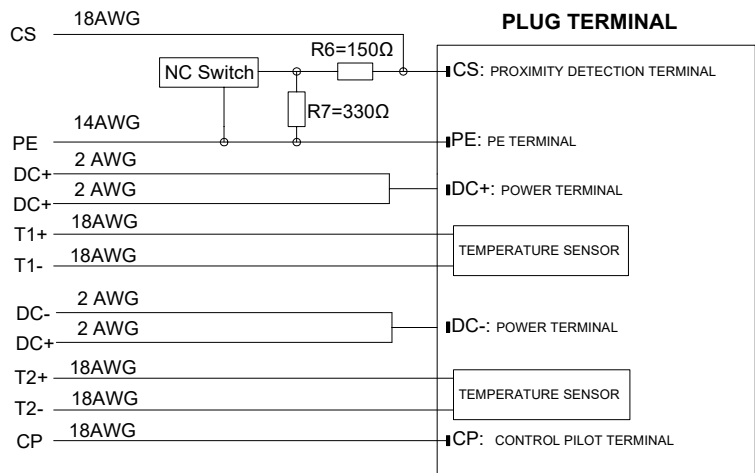 18AWG
PLUG TERMINAL
CS
R6=150Ω
NC Switch
CS: PROXIMITY DETECTION TERMINAL
R7=330Ω
14AWG
PE
PE: PE TERMINAL
2 AWG
DC+
2 AWG
DC+: POWER TERMINAL
DC+
18AWG
T1+
TEMPERATURE SENSOR
18AWG
T1-
2 AWG
DC-
2 AWG
DC-: POWER TERMINAL
DC+
18AWG
T2+
TEMPERATURE SENSOR
18AWG
T2-
18AWG
CP
CP: CONTROL PILOT TERMINAL